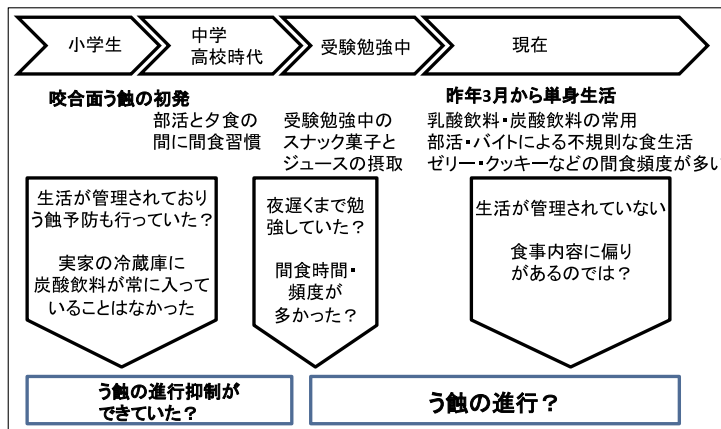 小学生
中学
高校時代
受験勉強中
現在
咬合面う蝕の初発
部活と夕食の
間に間食習慣
受験勉強中の
スナック菓子と
ジュースの摂取
昨年3月から単身生活
乳酸飲料・炭酸飲料の常用
部活・バイトによる不規則な食生活
ゼリー・クッキーなどの間食頻度が多い
生活が管理されており
う蝕予防も行っていた？
実家の冷蔵庫に
炭酸飲料が常に入って
いることはなかった
夜遅くまで勉
強していた？
間食時間・
頻度が
多かった？
生活が管理されていない
食事内容に偏り
があるのでは？
う蝕の進行抑制が
できていた？
う蝕の進行？